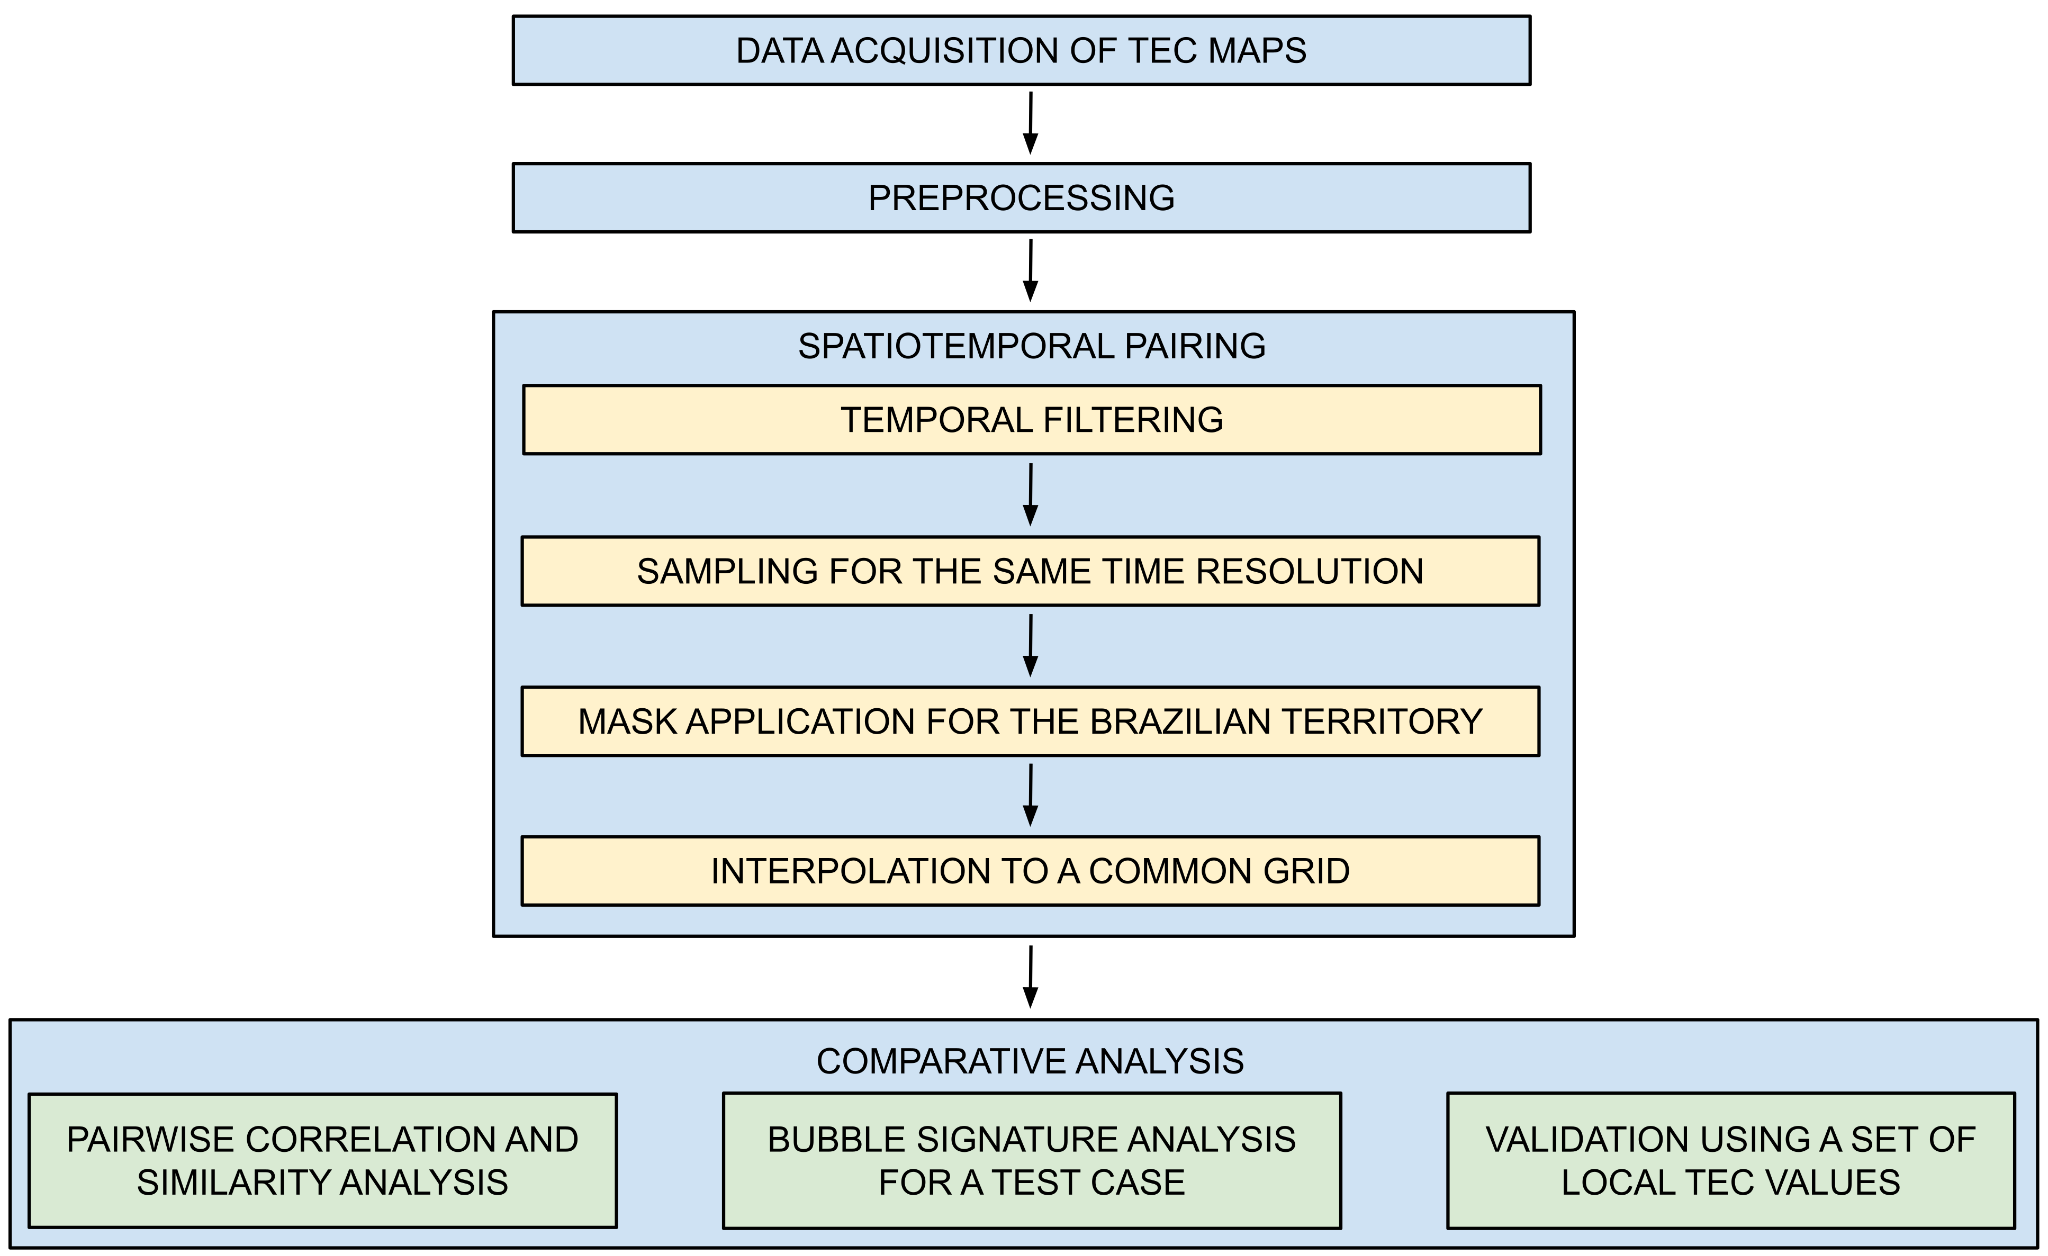 DATA ACQUISITION OF TEC MAPS
PREPROCESSING
SPATIOTEMPORAL PAIRING
TEMPORAL FILTERING
SAMPLING FOR THE SAME TIME RESOLUTION
MASK APPLICATION FOR THE BRAZILIAN TERRITORY
INTERPOLATION TO A COMMON GRID
COMPARATIVE ANALYSIS
PAIRWISE CORRELATION AND
SIMILARITY ANALYSIS
BUBBLE SIGNATURE ANALYSIS
FOR A TEST CASE
VALIDATION USING A SET OF
LOCAL TEC VALUES